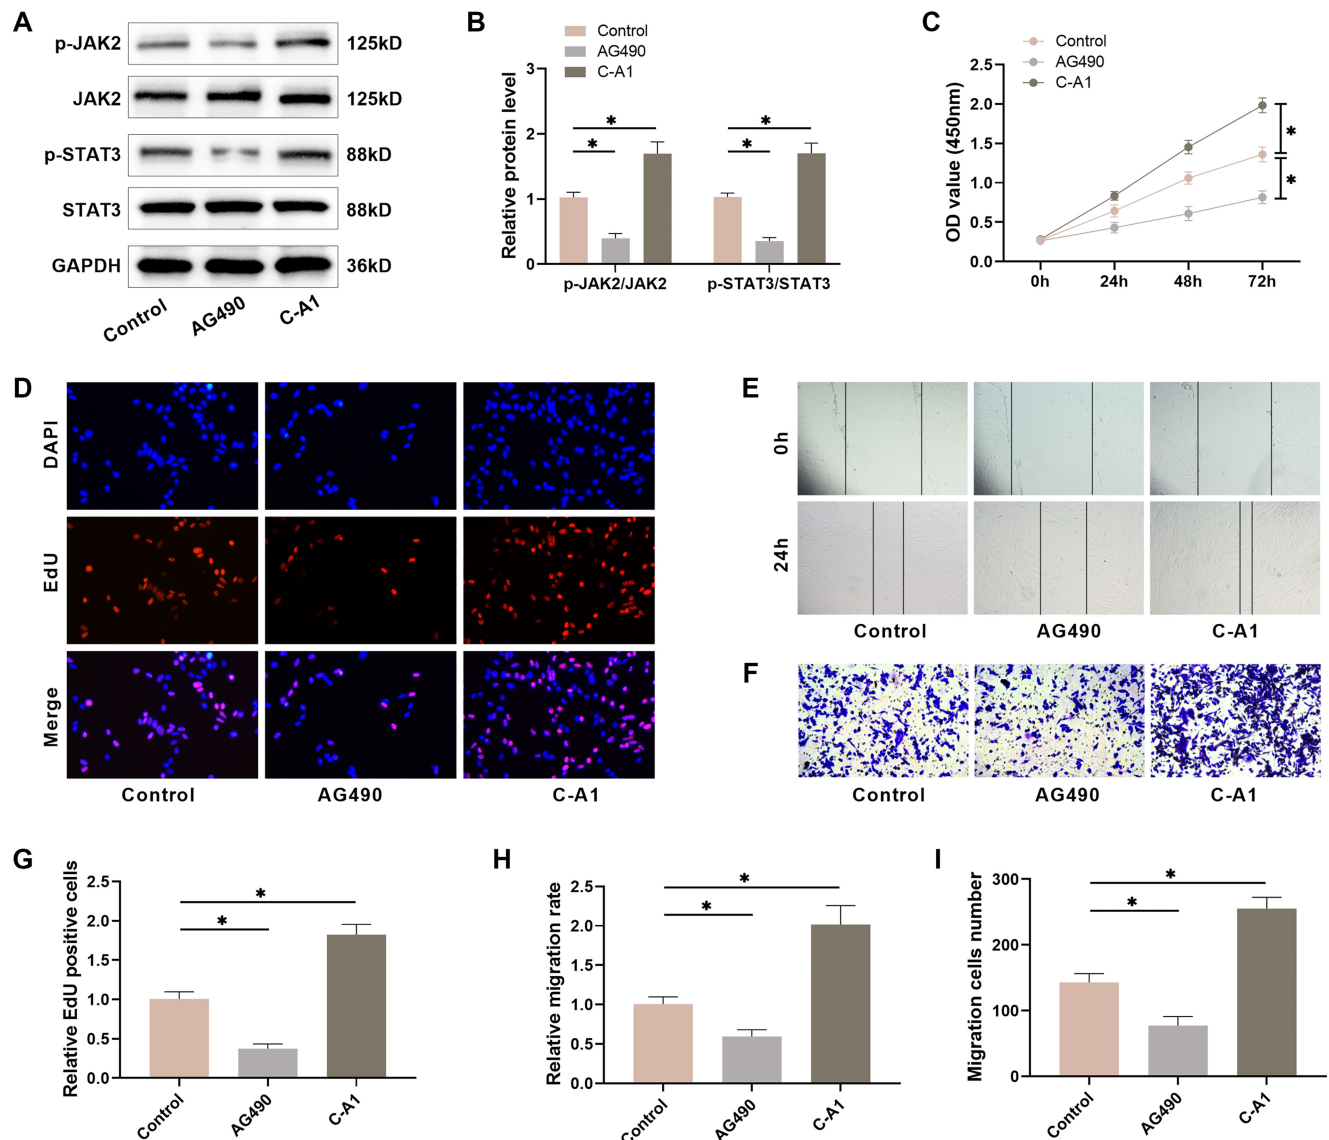 A
p-JAK2
125kD
JAK2
125kD
p-STAT3
88kD
STAT3
88kD
GAPDH
36kD
Control
AG490
C-A1
B
Control
AG490
C-A1
Relative protein level
3
2
1
0
*
*
*
*
p-JAK2/JAK2
p-STAT3/STAT3
C
Control
AG490
C-A1
OD value (450nm)
2.5
2.0
1.5
1.0
0.5
0.0
*
*
0h
24h
48h
72h
D
DAPI
EdU
Merge
Control
AG490
C-A1
E
0h
24h
Control
AG490
C-A1
F
Control
AG490
C-A1
G
Relative EdU positive cells
2.5
2.0
1.5
1.0
0.5
0.0
*
*
Control
AG490
C-A1
H
Relative migration rate
2.5
2.0
1.5
1.0
0.5
0.0
*
*
Control
AG490
C-A1
I
Migration cells number
300
200
100
0
*
*
Control
AG490
C-A1